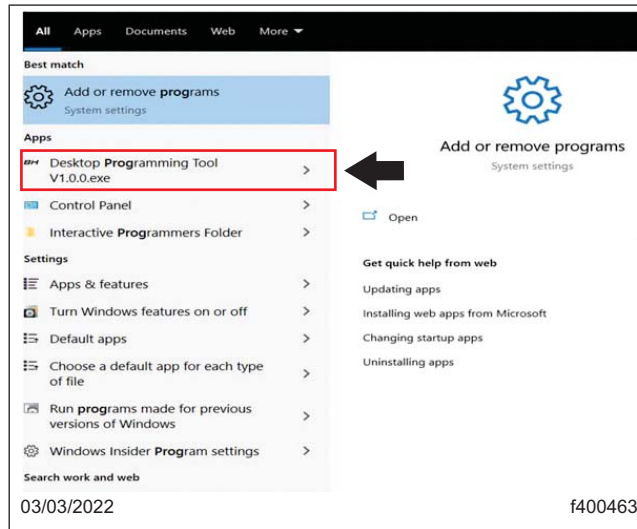 All Apps Documents Web More
Best match
Add or remove programs
System settings
Apps
BH Desktop Programming Tool
V1.0.0.exe
Control Panel
Interactive Programmers Folder
Settings
Apps & features
Turn Windows features on or off
Default apps
Choose a default app for each type
of file
Run programs made for previous
versions of Windows
Windows Insider Program settings
Search work and web
Add or remove programs
System settings
Open
Get quick help from web
Updating apps
Installing web apps from Microsoft
Changing startup apps
Uninstalling apps
03/03/2022 f400463